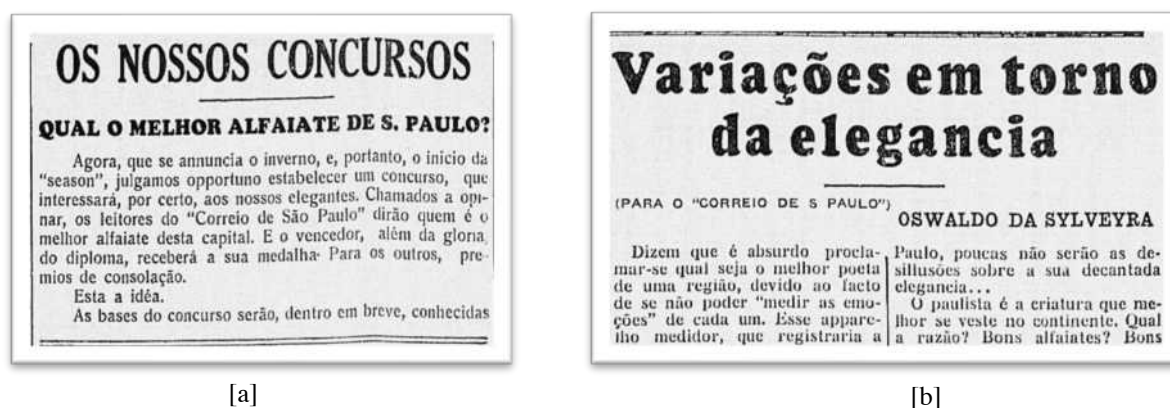 OS NOSSOS CONCURSOS
QUAL O MELHOR ALFAIATE DE S. PAULO?
Agora, que se annuncia o inverno, e, portanto, o inicio da
"season", julgamos opportuno estabelecer um concurso, que
interessará, por certo, aos nossos elegantes. Chamados a opi-
nar, os leitores do "Correio de São Paulo" dirão quem é o
melhor alfaiate desta capital. E o vencedor, além da gloria,
do diploma, receberá a sua medalha. Para os outros, pre-
mios de consolação.
Esta a idéa.
As bases do concurso serão, dentro em breve, conhecidas
[a]
Variações em torno
da elegancia
(PARA O "CORREIO DE S PAULO")
OSWALDO DA SYLVEYRA
Dizem que é absurdo procla-
mar-se qual seja o melhor poeta
de uma região, devido ao facto
de se não poder "medir as emo-
ções" de cada um. Esse appare-
lho medidor, que registraria a
Paulo, poucas não serão as de-
sillusões sobre a sua decantada
elegancia...
O paulista é a criatura que me-
lhor se veste no continente. Qual
a razão? Bons alfaiates? Bons
[b]